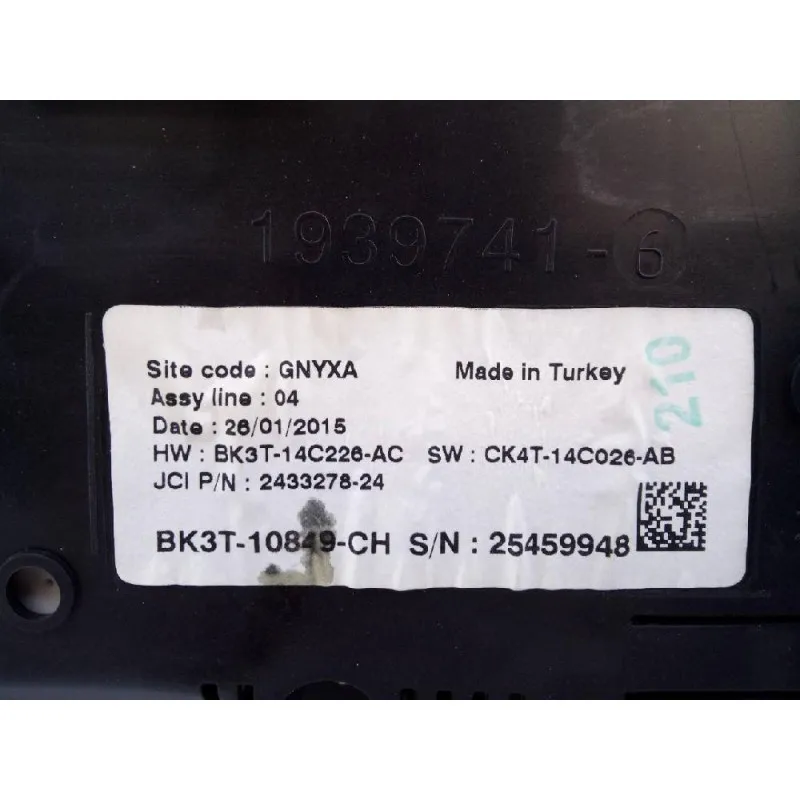 1939741-6
Site code : GNYXA Made in Turkey
Assy line : 04
Date : 26/01/2015
HW : BK3T-14C226-AC SW : CK4T-14C026-AB
JCI P/N : 2433278-24
BK3T-10849-CH S/N : 25459948
210